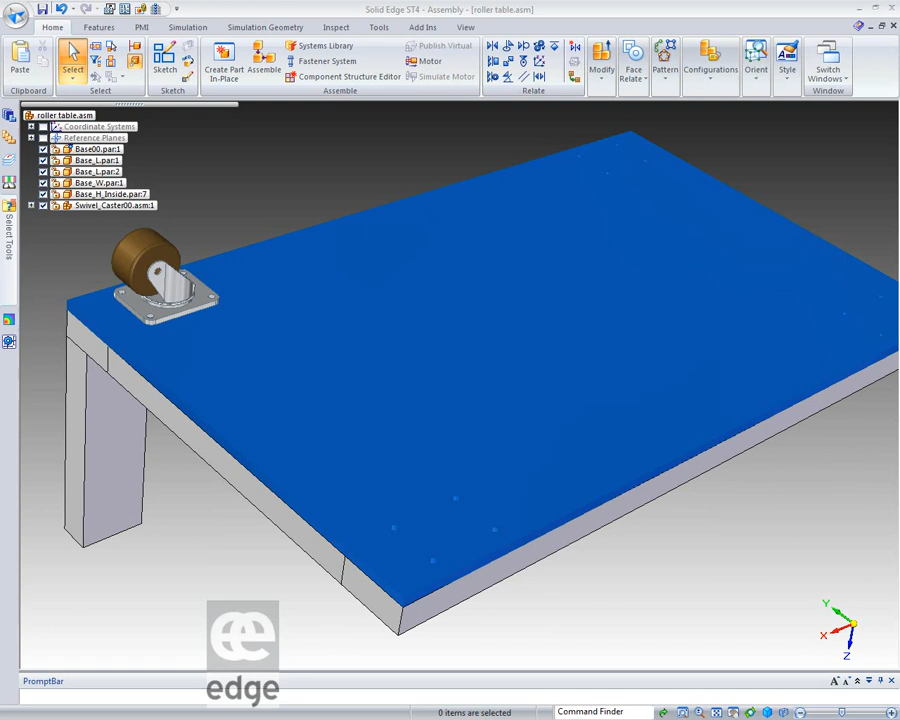 Solid Edge ST4 - Assembly - [roller table.asm]
Home Features PMI Simulation Simulation Geometry Inspect Tools Add Ins View
Paste
Select
Sketch
Create Part In-Place
Assemble
Systems Library
Fastener System
Component Structure Editor
Publish Virtual
Motor
Simulate Motor
Modify
Face Relate
Pattern
Configurations
Orient
Style
Switch Windows
Clipboard Select Sketch Assemble Relate Window
roller table.asm
Coordinate Systems
Reference Planes
Base00.par:1
Base_L.par:1
Base_L.par:2
Base_W.par:1
Base_H_Inside.par:7
Swivel_Caster00.asm:1
Select Tools
Y
X
Z
edge
PromptBar
0 items are selected
Command Finder